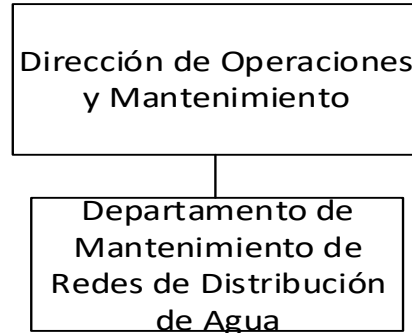 Dirección de Operaciones
y Mantenimiento
Departamento de
Mantenimiento de
Redes de Distribución
de Agua